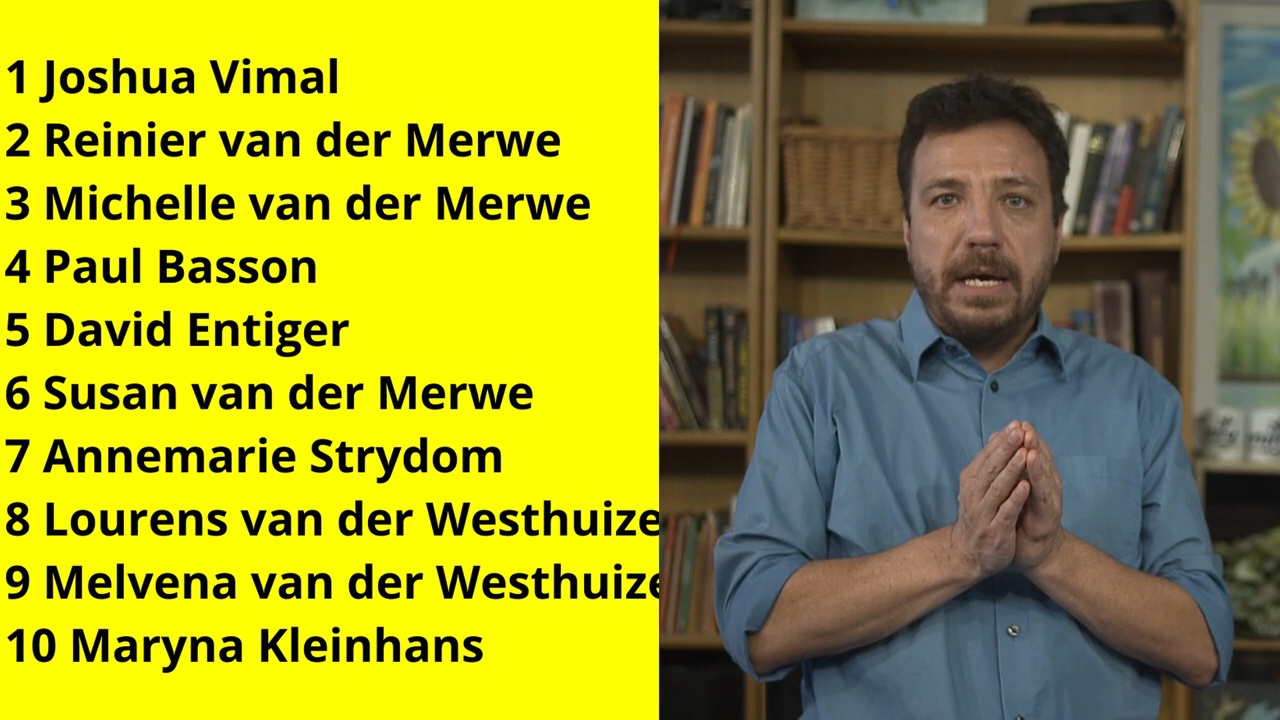 1 Joshua Vimal
2 Reinier van der Merwe
3 Michelle van der Merwe
4 Paul Basson
5 David Entiger
6 Susan van der Merwe
7 Annemarie Strydom
8 Lourens van der Westhuize
9 Melvena van der Westhuize
10 Maryna Kleinhans